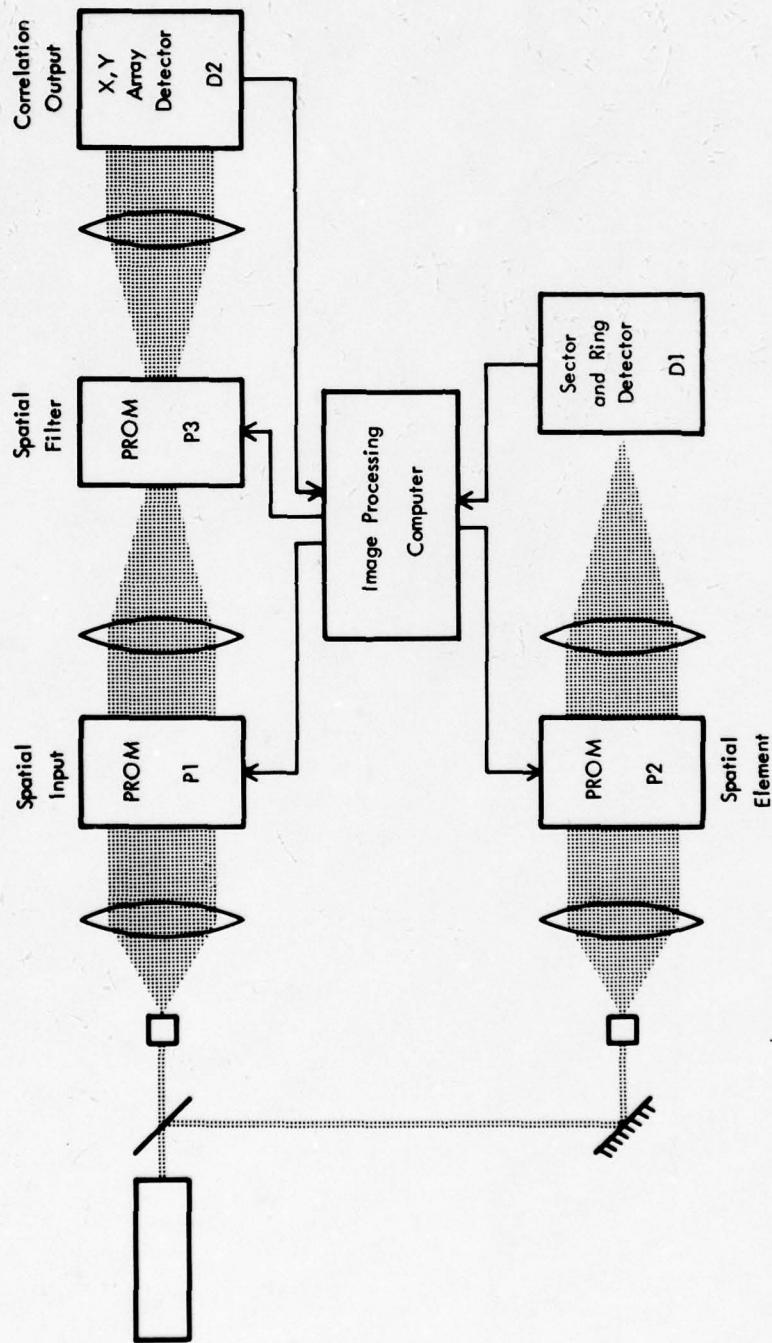 Spatial
Input
Spatial
Filter
Correlation
Output
PROM
P1
PROM
P3
X, Y
Array
Detector
D2
Image Processing
Computer
PROM
P2
Sector
and Ring
Detector
D1
Spatial
Element